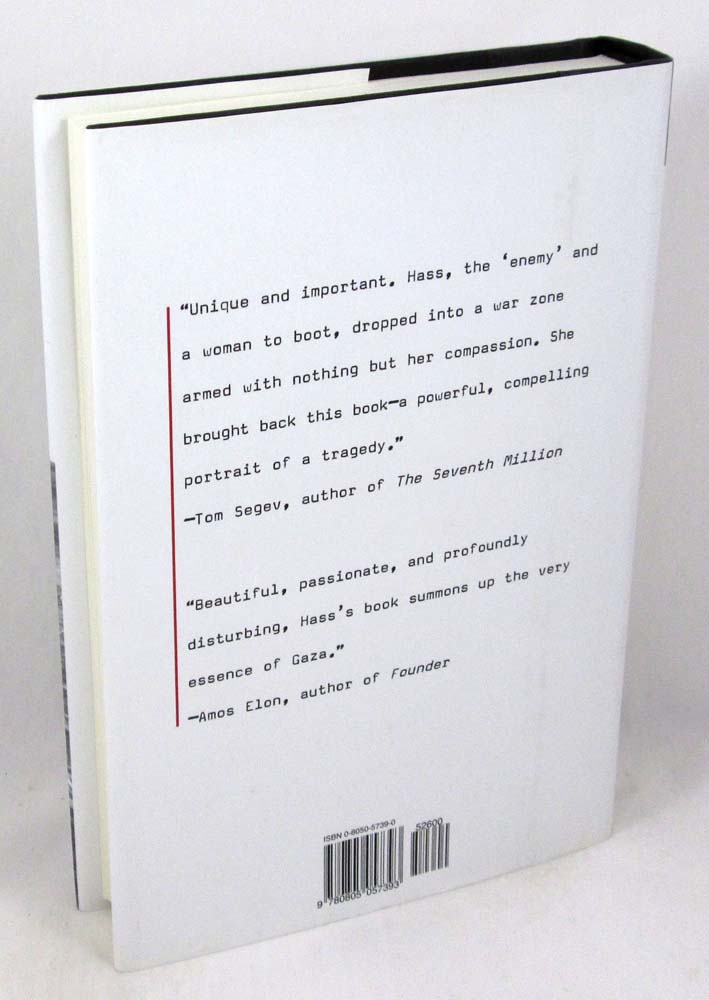 “Unique and important. Hass, the ‘enemy’ and
a woman to boot, dropped into a war zone
armed with nothing but her compassion. She
brought back this book—a powerful, compelling
portrait of a tragedy.”
—Tom Segev, author of The Seventh Million
“Beautiful, passionate, and profoundly
disturbing, Hass’s book summons up the very
essence of Gaza.”
—Amos Elon, author of Founder
ISBN 0-8050-5739-0
52600
9 780805 057393